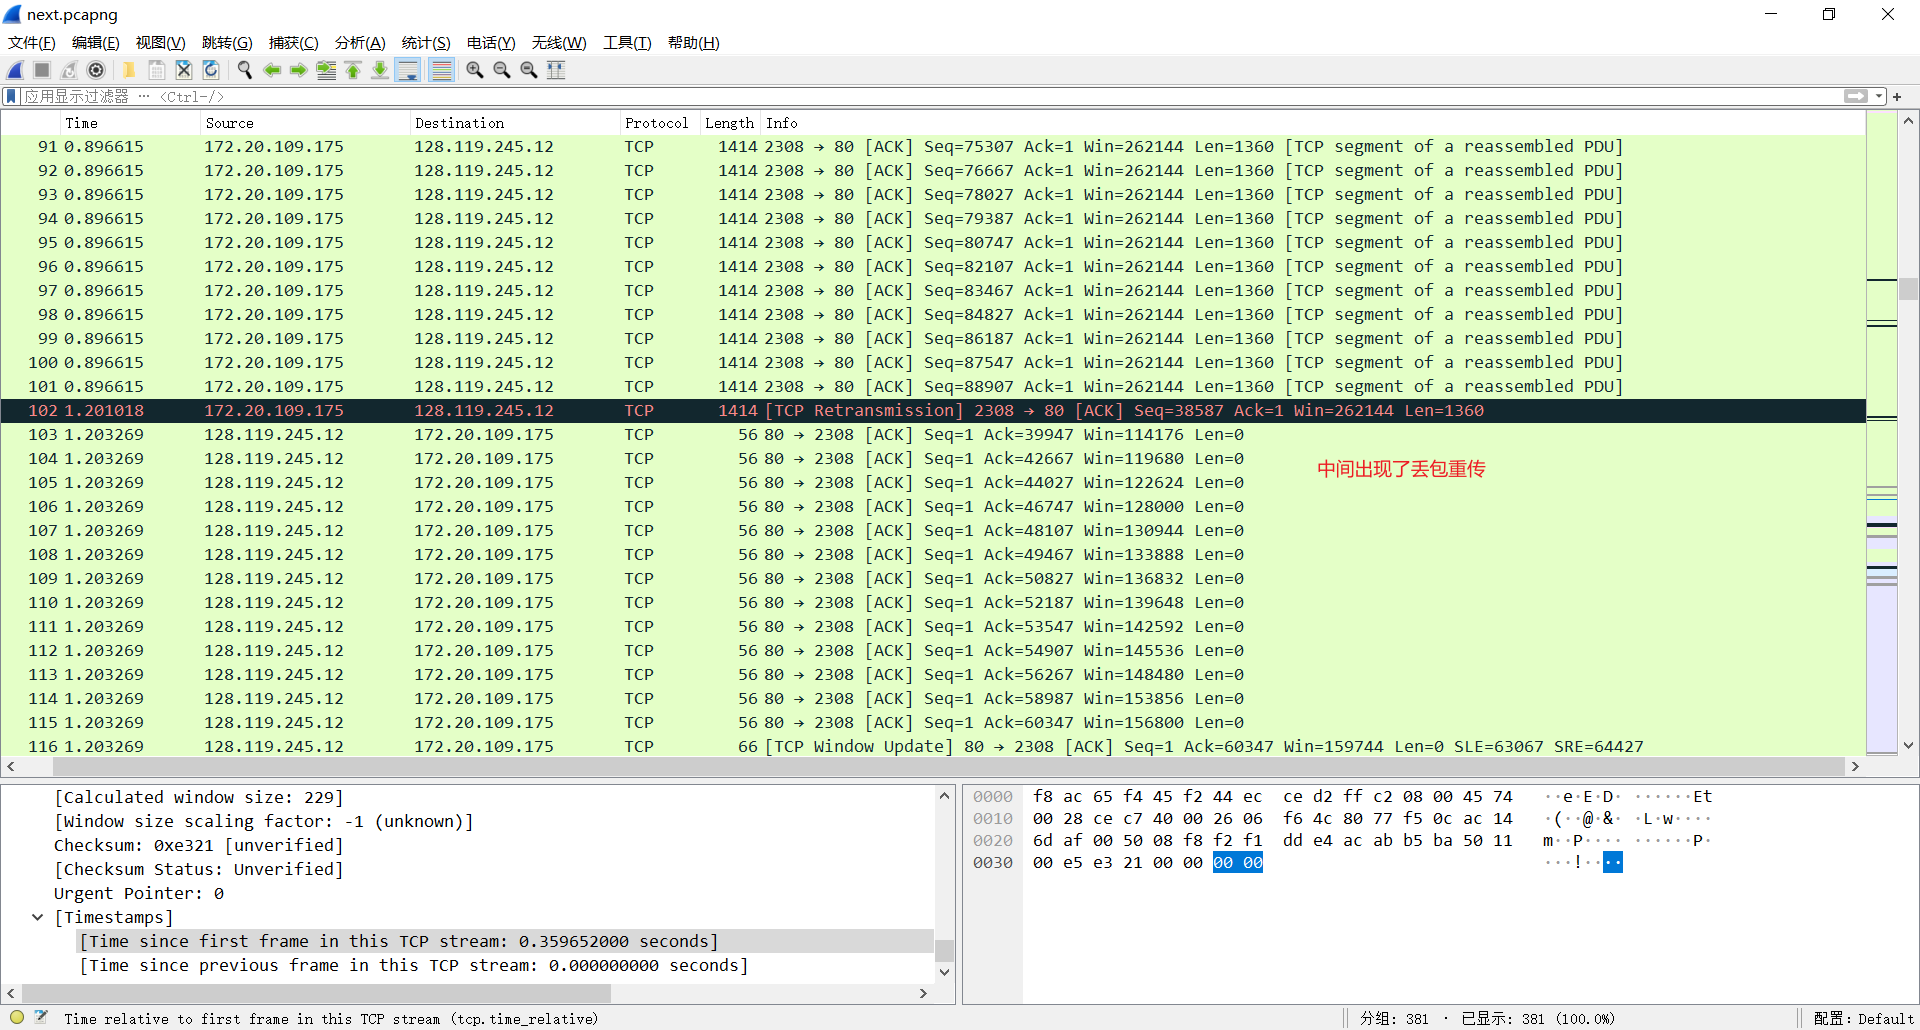 next.pcapng
文件(F) 编辑(E) 视图(V) 跳转(G) 捕获(C) 分析(A) 统计(S) 电话(Y) 无线(W) 工具(T) 帮助(H)
应用显示过滤器 … <Ctrl-/>
Time Source Destination Protocol Length Info
91 0.896615 172.20.109.175 128.119.245.12 TCP 1414 2308 → 80 [ACK] Seq=75307 Ack=1 Win=262144 Len=1360 [TCP segment of a reassembled PDU]
92 0.896615 172.20.109.175 128.119.245.12 TCP 1414 2308 → 80 [ACK] Seq=76667 Ack=1 Win=262144 Len=1360 [TCP segment of a reassembled PDU]
93 0.896615 172.20.109.175 128.119.245.12 TCP 1414 2308 → 80 [ACK] Seq=78027 Ack=1 Win=262144 Len=1360 [TCP segment of a reassembled PDU]
94 0.896615 172.20.109.175 128.119.245.12 TCP 1414 2308 → 80 [ACK] Seq=79387 Ack=1 Win=262144 Len=1360 [TCP segment of a reassembled PDU]
95 0.896615 172.20.109.175 128.119.245.12 TCP 1414 2308 → 80 [ACK] Seq=80747 Ack=1 Win=262144 Len=1360 [TCP segment of a reassembled PDU]
96 0.896615 172.20.109.175 128.119.245.12 TCP 1414 2308 → 80 [ACK] Seq=82107 Ack=1 Win=262144 Len=1360 [TCP segment of a reassembled PDU]
97 0.896615 172.20.109.175 128.119.245.12 TCP 1414 2308 → 80 [ACK] Seq=83467 Ack=1 Win=262144 Len=1360 [TCP segment of a reassembled PDU]
98 0.896615 172.20.109.175 128.119.245.12 TCP 1414 2308 → 80 [ACK] Seq=84827 Ack=1 Win=262144 Len=1360 [TCP segment of a reassembled PDU]
99 0.896615 172.20.109.175 128.119.245.12 TCP 1414 2308 → 80 [ACK] Seq=86187 Ack=1 Win=262144 Len=1360 [TCP segment of a reassembled PDU]
100 0.896615 172.20.109.175 128.119.245.12 TCP 1414 2308 → 80 [ACK] Seq=87547 Ack=1 Win=262144 Len=1360 [TCP segment of a reassembled PDU]
101 0.896615 172.20.109.175 128.119.245.12 TCP 1414 2308 → 80 [ACK] Seq=88907 Ack=1 Win=262144 Len=1360 [TCP segment of a reassembled PDU]
102 1.201018 172.20.109.175 128.119.245.12 TCP 1414 [TCP Retransmission] 2308 → 80 [ACK] Seq=38587 Ack=1 Win=262144 Len=1360
103 1.203269 128.119.245.12 172.20.109.175 TCP 56 80 → 2308 [ACK] Seq=1 Ack=39947 Win=114176 Len=0
104 1.203269 128.119.245.12 172.20.109.175 TCP 56 80 → 2308 [ACK] Seq=1 Ack=42667 Win=119680 Len=0
中间出现了丢包重传
105 1.203269 128.119.245.12 172.20.109.175 TCP 56 80 → 2308 [ACK] Seq=1 Ack=44027 Win=122624 Len=0
106 1.203269 128.119.245.12 172.20.109.175 TCP 56 80 → 2308 [ACK] Seq=1 Ack=46747 Win=128000 Len=0
107 1.203269 128.119.245.12 172.20.109.175 TCP 56 80 → 2308 [ACK] Seq=1 Ack=48107 Win=130944 Len=0
108 1.203269 128.119.245.12 172.20.109.175 TCP 56 80 → 2308 [ACK] Seq=1 Ack=49467 Win=133888 Len=0
109 1.203269 128.119.245.12 172.20.109.175 TCP 56 80 → 2308 [ACK] Seq=1 Ack=50827 Win=136832 Len=0
110 1.203269 128.119.245.12 172.20.109.175 TCP 56 80 → 2308 [ACK] Seq=1 Ack=52187 Win=139648 Len=0
111 1.203269 128.119.245.12 172.20.109.175 TCP 56 80 → 2308 [ACK] Seq=1 Ack=53547 Win=142592 Len=0
112 1.203269 128.119.245.12 172.20.109.175 TCP 56 80 → 2308 [ACK] Seq=1 Ack=54907 Win=145536 Len=0
113 1.203269 128.119.245.12 172.20.109.175 TCP 56 80 → 2308 [ACK] Seq=1 Ack=56267 Win=148480 Len=0
114 1.203269 128.119.245.12 172.20.109.175 TCP 56 80 → 2308 [ACK] Seq=1 Ack=58987 Win=153856 Len=0
115 1.203269 128.119.245.12 172.20.109.175 TCP 56 80 → 2308 [ACK] Seq=1 Ack=60347 Win=156800 Len=0
116 1.203269 128.119.245.12 172.20.109.175 TCP 66 [TCP Window Update] 80 → 2308 [ACK] Seq=1 Ack=60347 Win=159744 Len=0 SLE=63067 SRE=64427
[Calculated window size: 229]
[Window size scaling factor: -1 (unknown)]
Checksum: 0xe321 [unverified]
[Checksum Status: Unverified]
Urgent Pointer: 0
[Timestamps]
[Time since first frame in this TCP stream: 0.359652000 seconds]
[Time since previous frame in this TCP stream: 0.000000000 seconds]
0000 f8 ac 65 f4 45 f2 44 ec ce d2 ff c2 08 00 45 74 ··e·E·D· ······Et
0010 00 28 ce c7 40 00 26 06 f6 4c 80 77 f5 0c ac 14 ·(··@·&· ·L·w····
0020 6d af 00 50 08 f8 f2 f1 dd e4 ac ab b5 ba 50 11 m··P···· ······P·
0030 00 e5 e3 21 00 00 00 00 ···!····
Time relative to first frame in this TCP stream (tcp.time_relative)
分组: 381 · 已显示: 381 (100.0%)
配置: Default